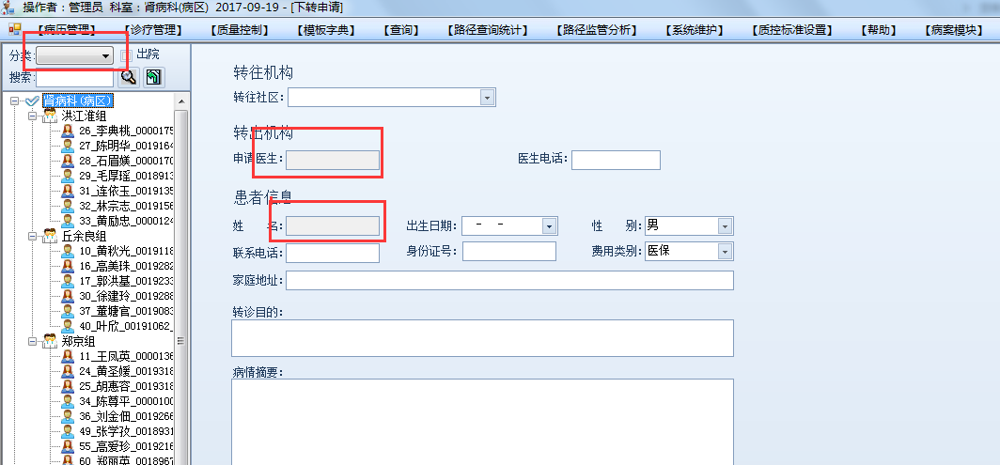 操作者：管理员  科室：肾病科(病区)  2017-09-19 - [下转申请]
【病历管理】 【诊疗管理】 【质量控制】 【模板字典】 【查询】 【路径查询统计】 【路径监管分析】 【系统维护】 【质控标准设置】 【帮助】 【病案模块】
分类: 出院
搜索:
肾病科(病区)
洪江淮组
26_李典桃_0000175
27_陈明华_0019164
28_石眉媄_0000170
29_毛厚瑶_0018913
31_连依玉_0019135
32_林宗志_0019156
33_黄励忠_0000124
丘余良组
10_黄秋光_0019118
16_高美珠_0019282
17_郭洪基_0019233
30_徐建玲_0019288
37_董塘官_0019083
40_叶欣_00191062_
郑京组
11_王凤英_0000136
24_黄圣媛_0019318
25_胡惠容_0019318
34_陈尊平_0000100
36_刘金佃_0019266
49_张学孜_0018931
55_高爱珍_0019216
60_郑丽英_0018967
转往机构
转往社区:
转出机构
申请医生: 医生电话:
患者信息
姓 名: 出生日期: - - 性 别: 男
联系电话: 身份证号: 费用类别: 医保
家庭地址:
转诊目的:
病情摘要: